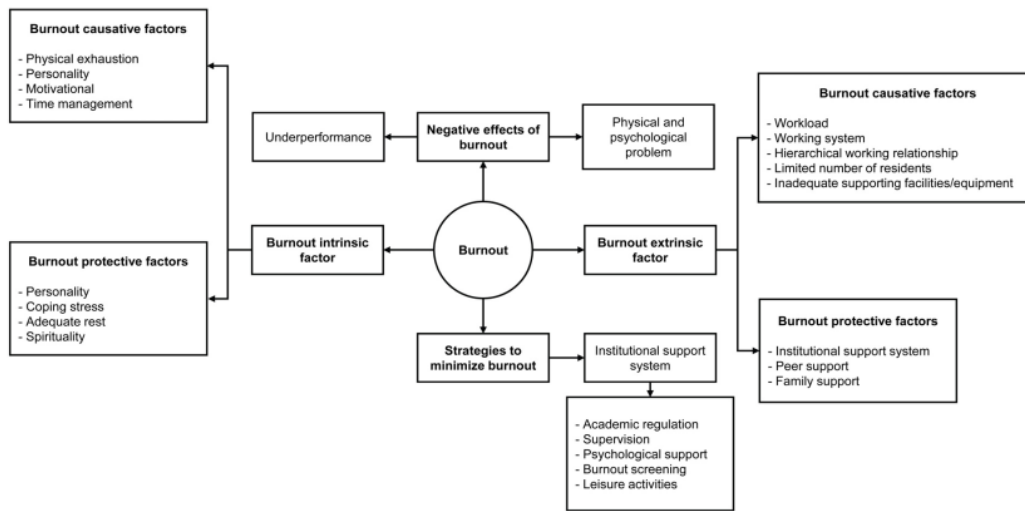 Burnout causative factors
- Physical exhaustion
- Personality
- Motivational
- Time management
Underperformance
Negative effects of
burnout
Physical and
psychological
problem
Burnout causative factors
- Workload
- Working system
- Hierarchical working relationship
- Limited number of residents
- Inadequate supporting facilities/equipment
Burnout protective factors
- Personality
- Coping stress
- Adequate rest
- Spirituality
Burnout intrinsic
factor
Burnout
Burnout extrinsic
factor
Burnout protective factors
- Institutional support system
- Peer support
- Family support
Strategies to
minimize burnout
Institutional support
system
- Academic regulation
- Supervision
- Psychological support
- Burnout screening
- Leisure activities